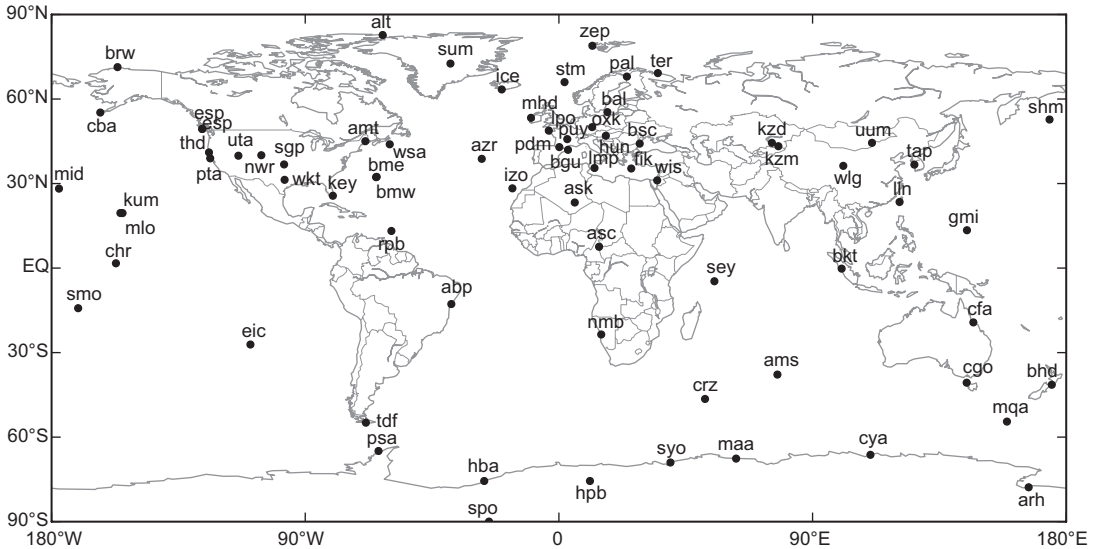 90°N
alt
zep
sum
brw
pal
ter
stm
ice
60°N
bal
mhd
shm
cba
esp
esp
lpo
oxk
puy
bsc
kzd
uum
amt
thd
uta
sgp
wsa
azr
pdm
hun
tap
nwr
bme
bgu
lmp
fik
wis
kzm
pta
wkt
key
wlg
mid
30°N
izo
ask
lln
bmw
kum
gmi
mlo
asc
rpb
chr
bkt
EQ
sey
smo
abp
cfa
nmb
eic
30°S
ams
cgo
bhd
crz
mqa
tdf
60°S
psa
syo
maa
cya
hba
hpb
arh
spo
90°S
180°W
90°W
0
90°E
180°E